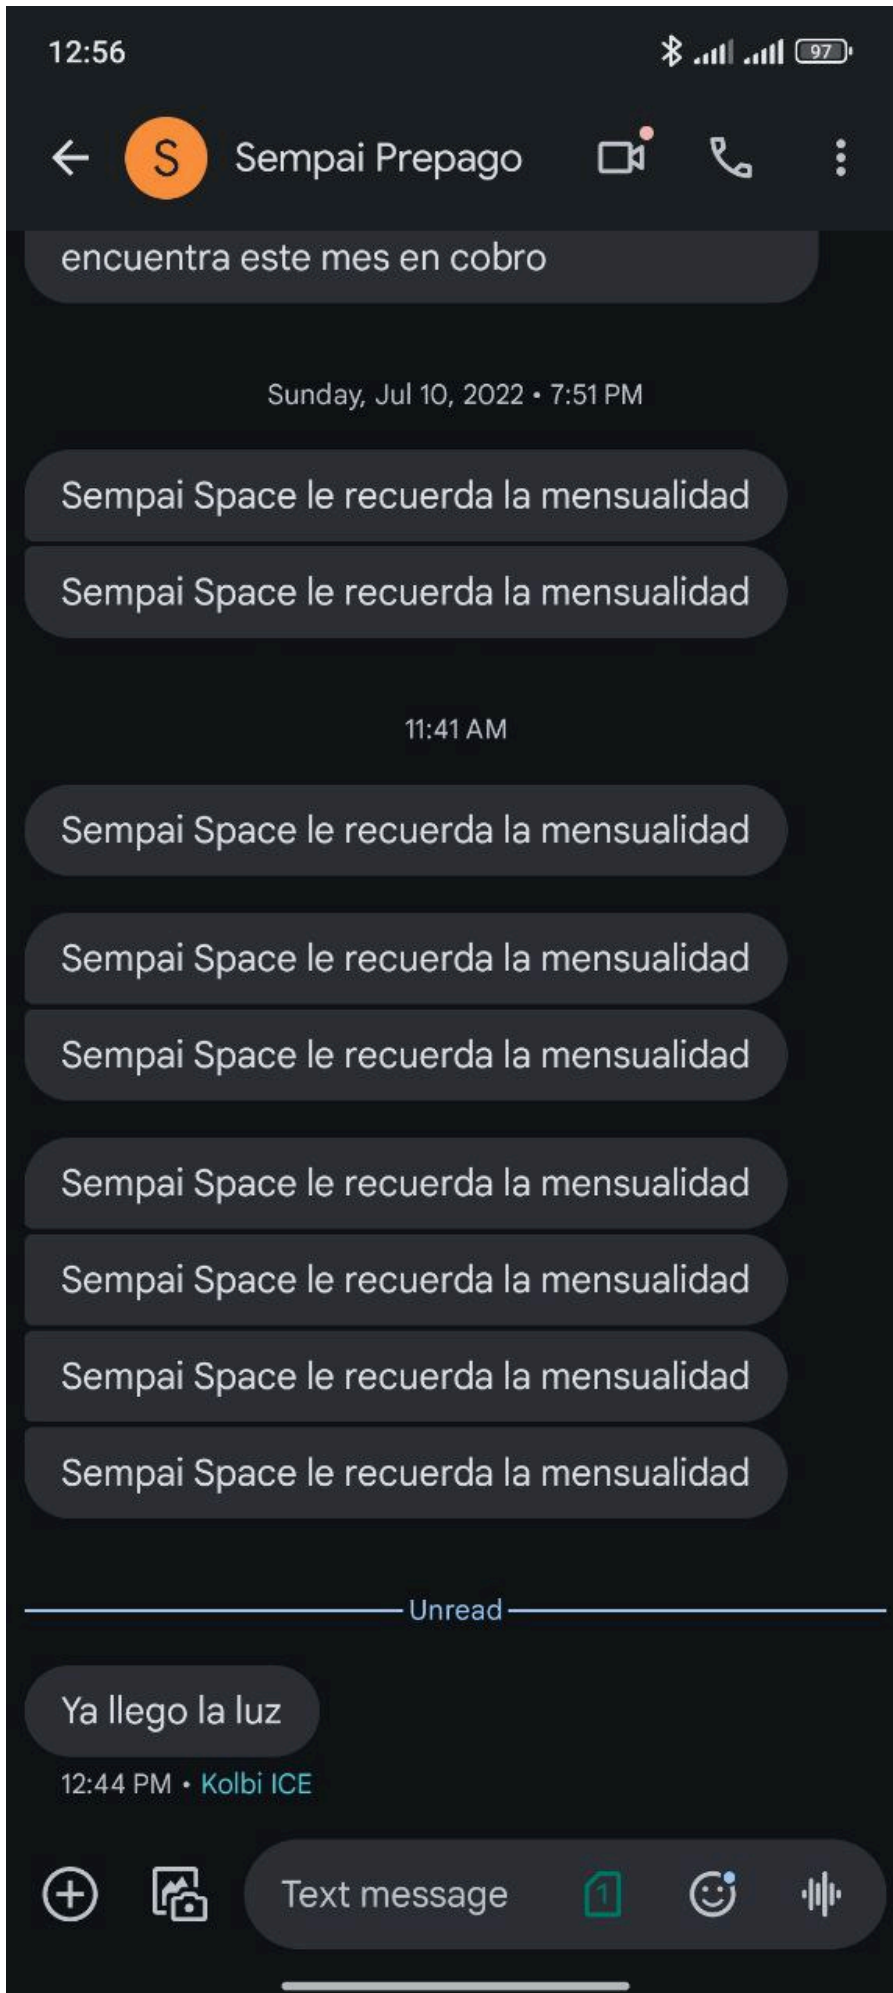 12:56
97
S
Sempai Prepago
encuentra este mes en cobro
Sunday, Jul 10, 2022 • 7:51 PM
Sempai Space le recuerda la mensualidad
Sempai Space le recuerda la mensualidad
11:41 AM
Sempai Space le recuerda la mensualidad
Sempai Space le recuerda la mensualidad
Sempai Space le recuerda la mensualidad
Sempai Space le recuerda la mensualidad
Sempai Space le recuerda la mensualidad
Sempai Space le recuerda la mensualidad
Sempai Space le recuerda la mensualidad
Unread
Ya llego la luz
12:44 PM • Kolbi ICE
Text message
1